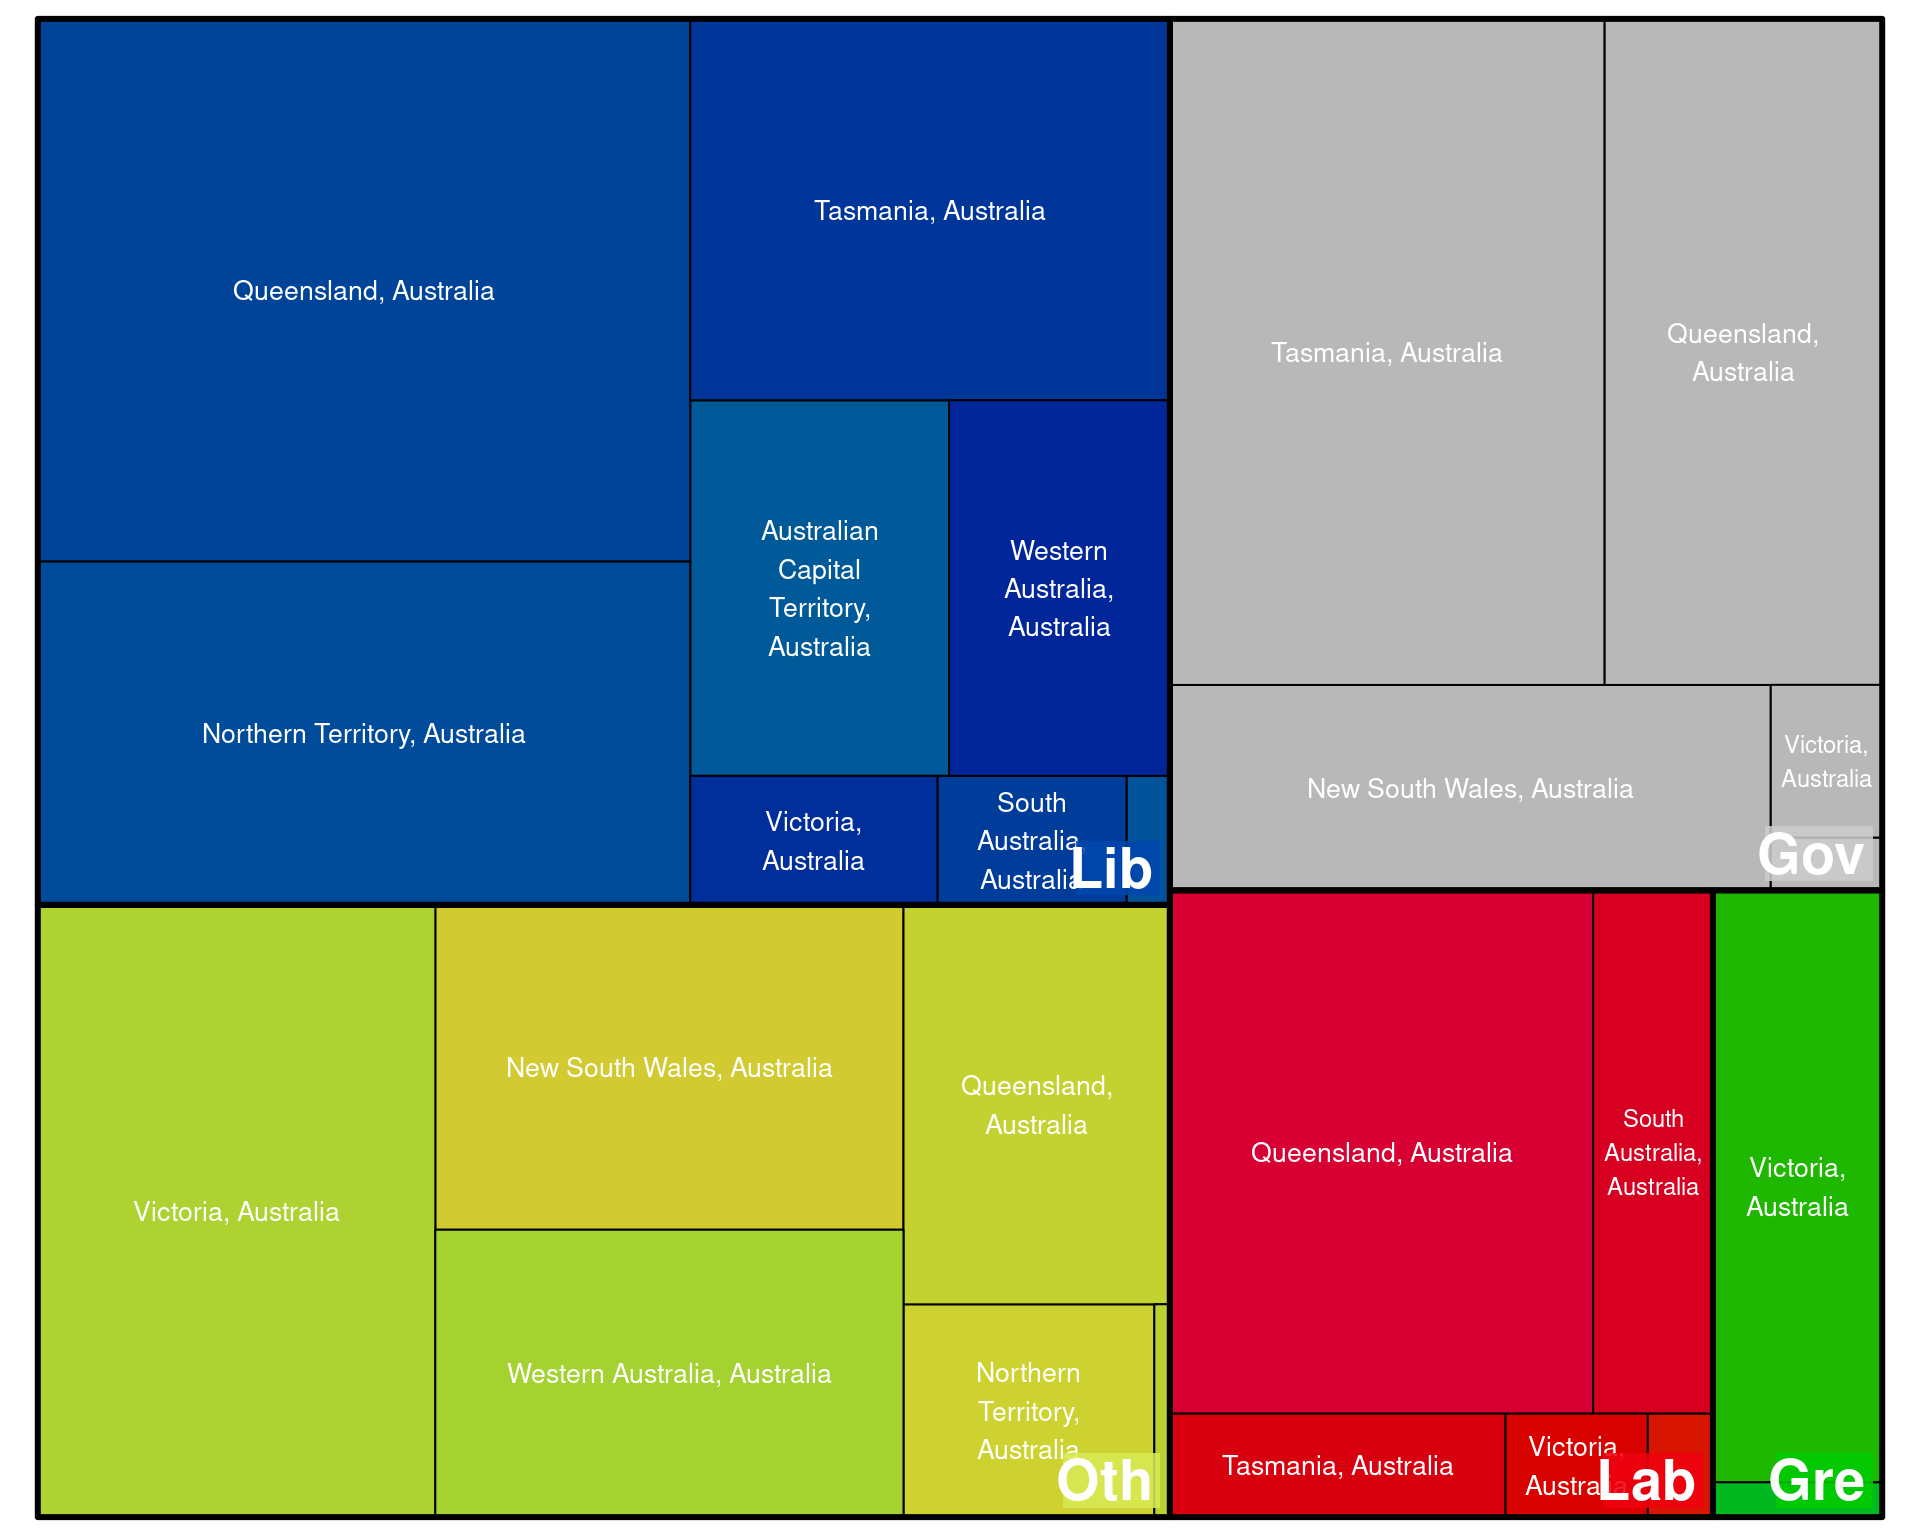 Queensland, Australia
Northern Territory, Australia
Tasmania, Australia
Australian
Capital
Territory,
Australia
Western
Australia,
Australia
Victoria,
Australia
South
Australia,
Australia
Lib
Tasmania, Australia
Queensland,
Australia
New South Wales, Australia
Victoria,
Australia
Gov
Victoria, Australia
New South Wales, Australia
Western Australia, Australia
Queensland,
Australia
Northern
Territory,
Australia
Oth
Queensland, Australia
South
Australia,
Australia
Tasmania, Australia
Victoria,
Australia
Lab
Victoria,
Australia
Gre